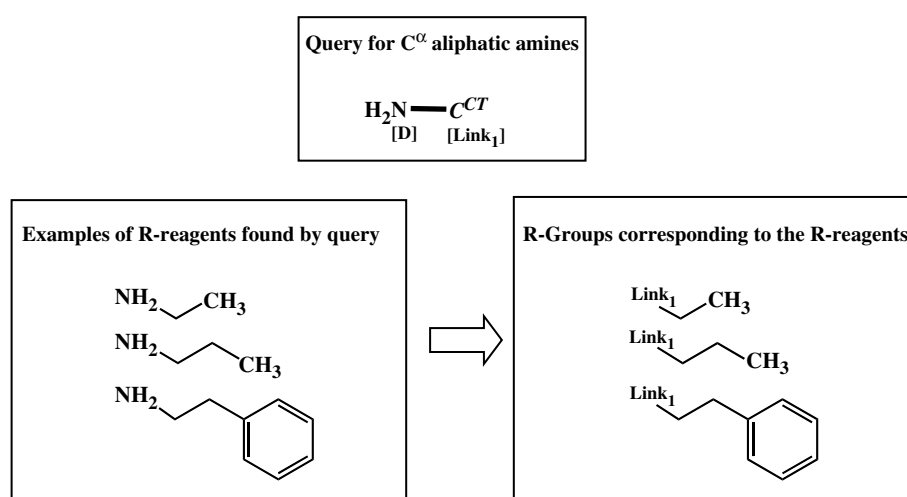 Query for Cα aliphatic amines
H2N C^CT
[D] [Link1]
Examples of R-reagents found by query
NH2 CH3
NH2 CH3
NH2
R-Groups corresponding to the R-reagents
Link1 CH3
Link1 CH3
Link1